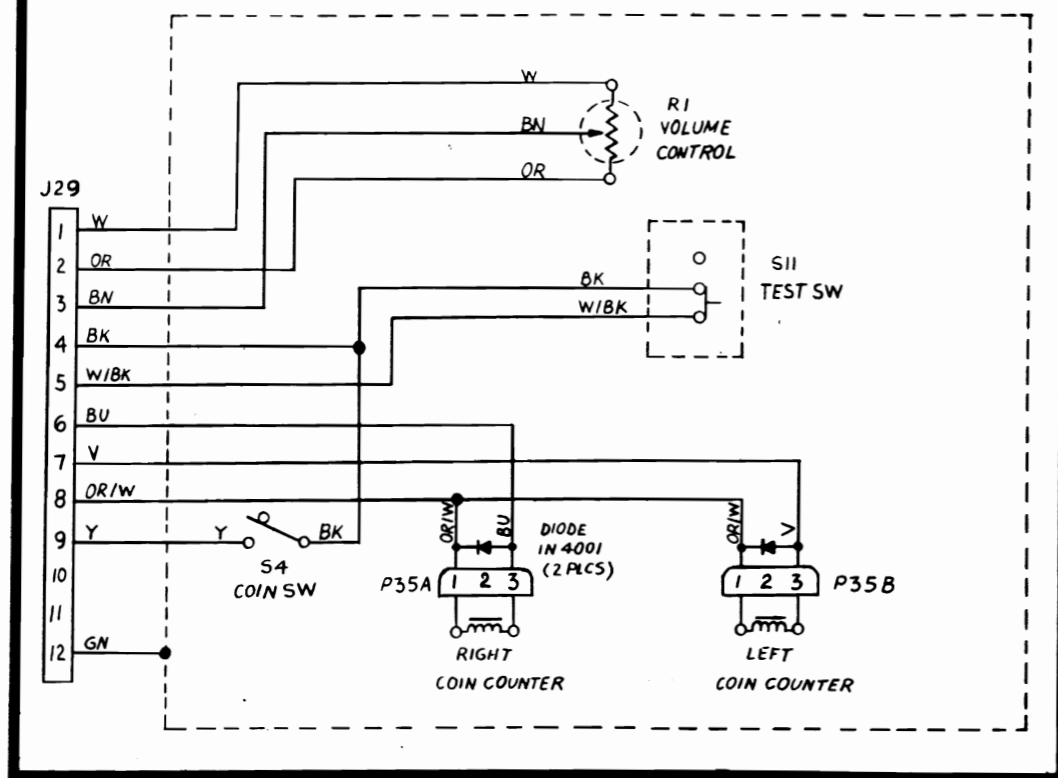 W
R1
VOLUME
CONTROL
BN
OR
J29
1 W
2 OR
3 BN
4 BK
5 W/BK
6 BU
7 V
8 OR/W
9 Y
10
11
12 GN
BK
W/BK
S11
TEST SW
Y
BK
S4
COIN SW
OR/W
BU
DIODE
IN 4001
(2 PLCS)
OR/W
V
P35A
1 2 3
1 2 3
P35B
RIGHT
COIN COUNTER
LEFT
COIN COUNTER